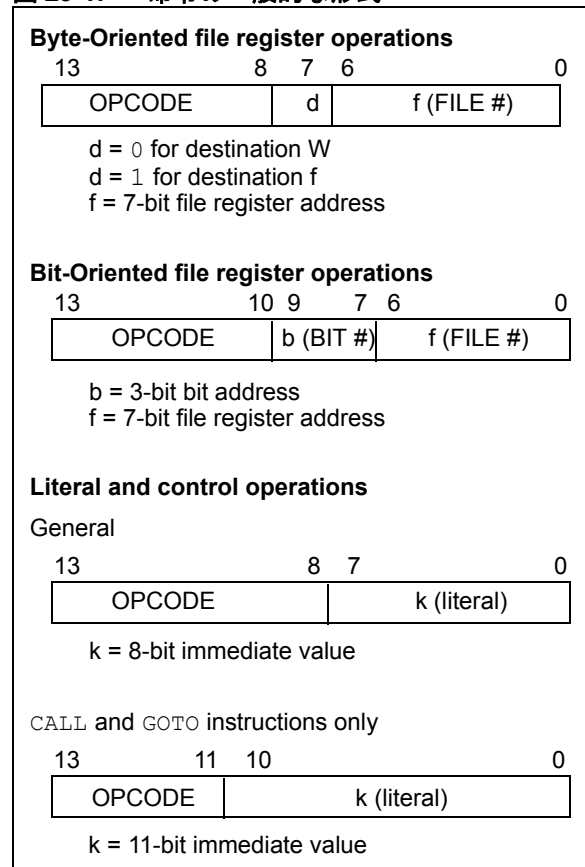 Byte-Oriented file register operations
13 8 7 6 0
OPCODE d f (FILE #)
d = 0 for destination W
d = 1 for destination f
f = 7-bit file register address
Bit-Oriented file register operations
13 10 9 7 6 0
OPCODE b (BIT #) f (FILE #)
b = 3-bit bit address
f = 7-bit file register address
Literal and control operations
General
13 8 7 0
OPCODE k (literal)
k = 8-bit immediate value
CALL and GOTO instructions only
13 11 10 0
OPCODE k (literal)
k = 11-bit immediate value